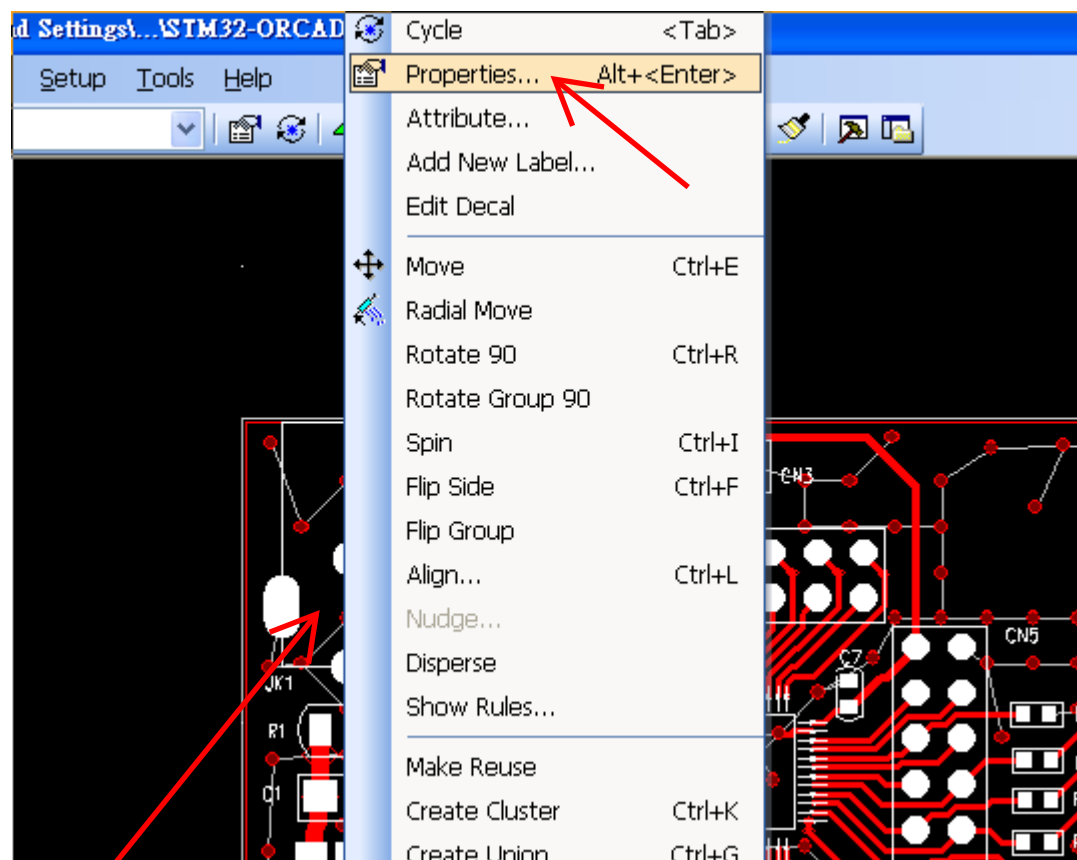 d Settings\...\STM32-ORCAD
Setup Tools Help
Cycle <Tab>
Properties... Alt+<Enter>
Attribute...
Add New Label...
Edit Decal
Move Ctrl+E
Radial Move
Rotate 90 Ctrl+R
Rotate Group 90
Spin Ctrl+I
Flip Side Ctrl+F
Flip Group
Align... Ctrl+L
Nudge...
Disperse
Show Rules...
Make Reuse
Create Cluster Ctrl+K
Create Union Ctrl+G
CN3
CN5
C7
JK1
R1
C1